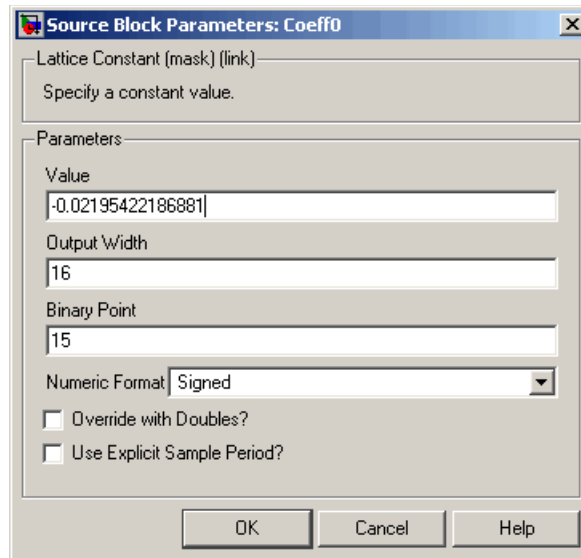 Source Block Parameters: Coeff0
Lattice Constant (mask) (link)
Specify a constant value.
Parameters
Value
-0.02195422186881
Output Width
16
Binary Point
15
Numeric Format Signed
Override with Doubles?
Use Explicit Sample Period?
OK Cancel Help